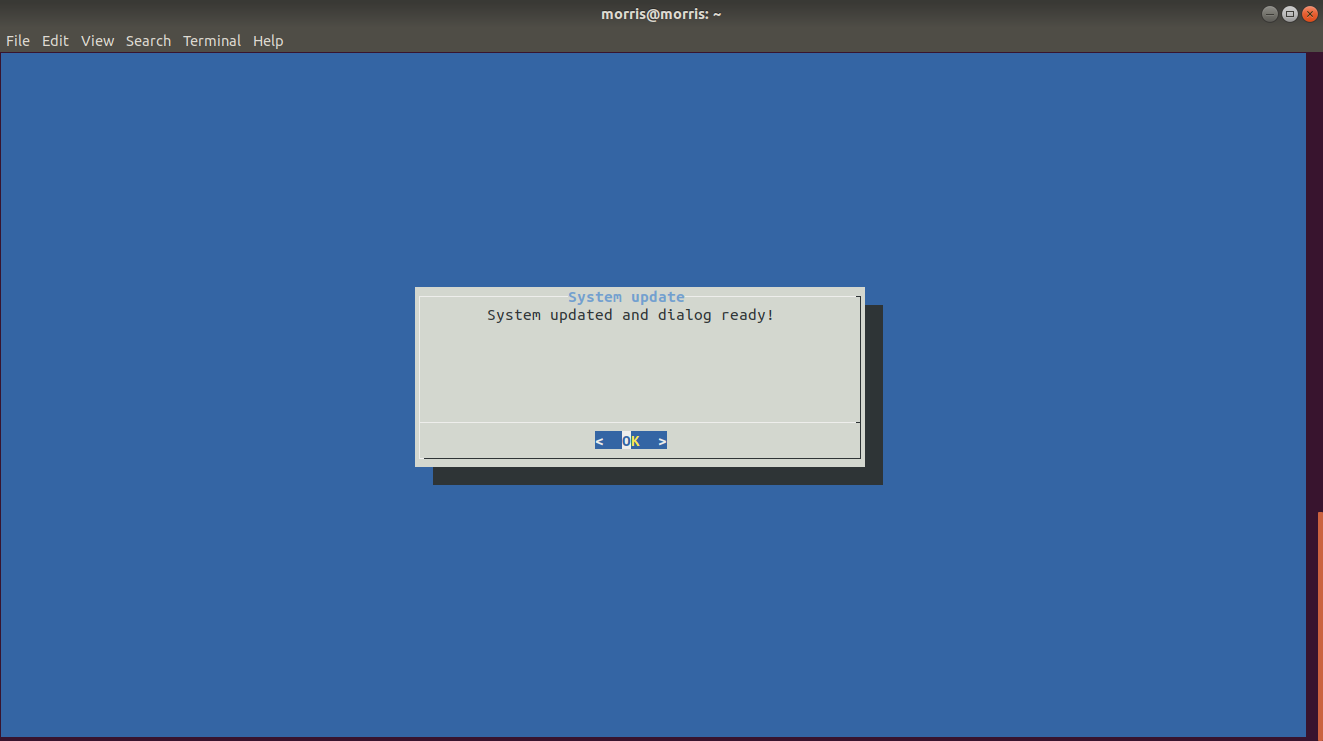 morris@morris: ~
File Edit View Search Terminal Help
System update
System updated and dialog ready!
<  OK  >